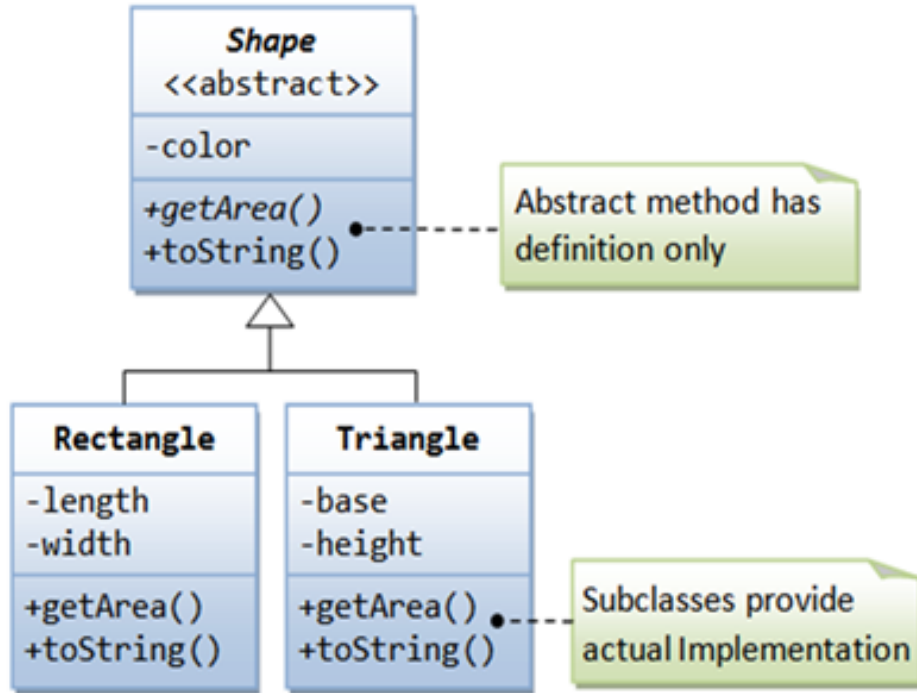 Shape
<<abstract>>
-color
+getArea()
+toString()
Abstract method has
definition only
Rectangle
-length
-width
+getArea()
+toString()
Triangle
-base
-height
+getArea()
+toString()
Subclasses provide
actual Implementation